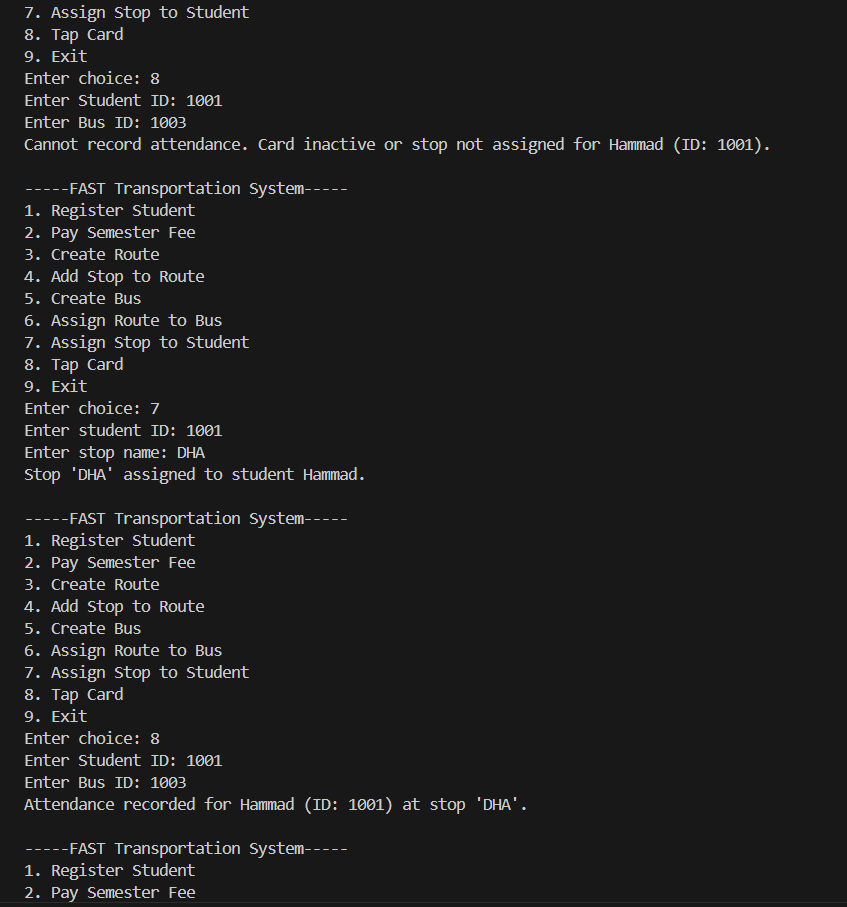 7. Assign Stop to Student
8. Tap Card
9. Exit
Enter choice: 8
Enter Student ID: 1001
Enter Bus ID: 1003
Cannot record attendance. Card inactive or stop not assigned for Hammad (ID: 1001).
-----FAST Transportation System-----
1. Register Student
2. Pay Semester Fee
3. Create Route
4. Add Stop to Route
5. Create Bus
6. Assign Route to Bus
7. Assign Stop to Student
8. Tap Card
9. Exit
Enter choice: 7
Enter student ID: 1001
Enter stop name: DHA
Stop 'DHA' assigned to student Hammad.
-----FAST Transportation System-----
1. Register Student
2. Pay Semester Fee
3. Create Route
4. Add Stop to Route
5. Create Bus
6. Assign Route to Bus
7. Assign Stop to Student
8. Tap Card
9. Exit
Enter choice: 8
Enter Student ID: 1001
Enter Bus ID: 1003
Attendance recorded for Hammad (ID: 1001) at stop 'DHA'.
-----FAST Transportation System-----
1. Register Student
2. Pay Semester Fee